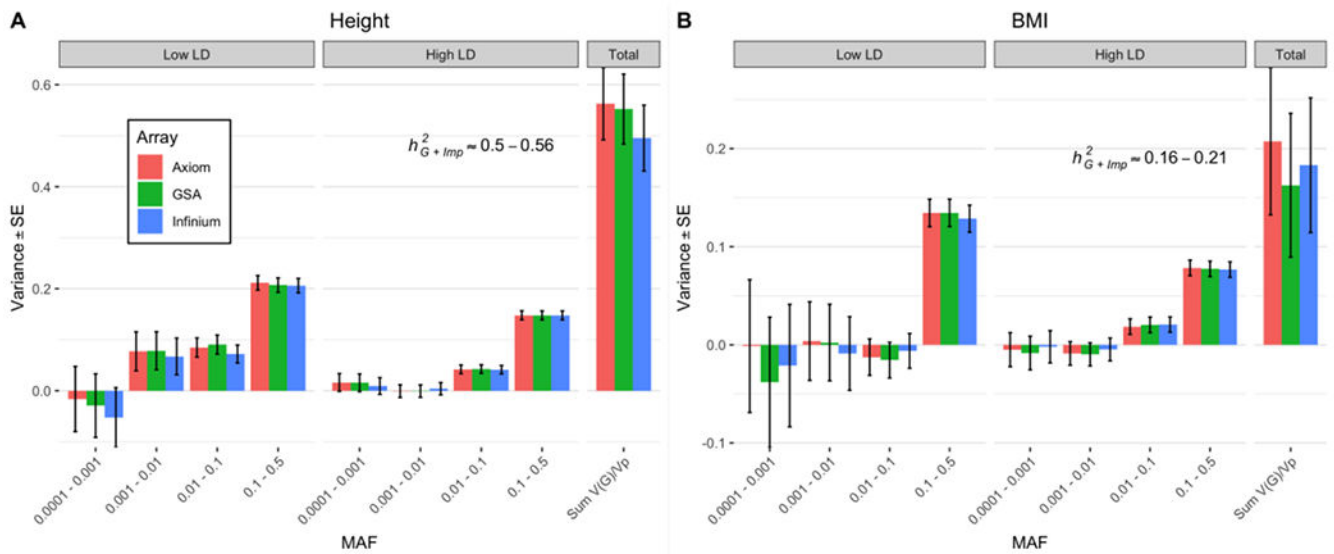 A
Height
Low LD
High LD
Total
0.6
0.4
0.2
0.0
Variance ± SE
Array
Axiom
GSA
Infinium
h²G + Imp ≈ 0.5 – 0.56
0.0001 - 0.001
0.001 - 0.01
0.01 - 0.1
0.1 - 0.5
0.0001 - 0.001
0.001 - 0.01
0.01 - 0.1
0.1 - 0.5
Sum V(G)/Vp
MAF
B
BMI
Low LD
High LD
Total
0.2
0.1
0.0
-0.1
Variance ± SE
h²G + Imp ≈ 0.16 – 0.21
0.0001 - 0.001
0.001 - 0.01
0.01 - 0.1
0.1 - 0.5
0.0001 - 0.001
0.001 - 0.01
0.01 - 0.1
0.1 - 0.5
Sum V(G)/Vp
MAF